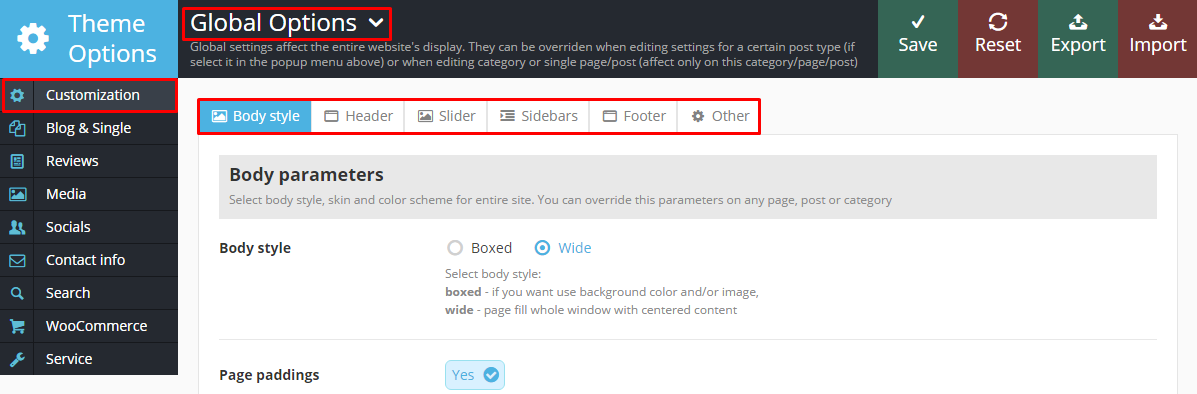 Theme
Options
Global Options
Global settings affect the entire website's display. They can be overriden when editing settings for a certain post type (if
select it in the popup menu above) or when editing category or single page/post (affect only on this category/page/post)
Save
Reset
Export
Import
Customization
Blog & Single
Reviews
Media
Socials
Contact info
Search
WooCommerce
Service
Body style
Header
Slider
Sidebars
Footer
Other
Body parameters
Select body style, skin and color scheme for entire site. You can override this parameters on any page, post or category
Body style
Boxed
Wide
Select body style:
boxed - if you want use background color and/or image,
wide - page fill whole window with centered content
Page paddings
Yes